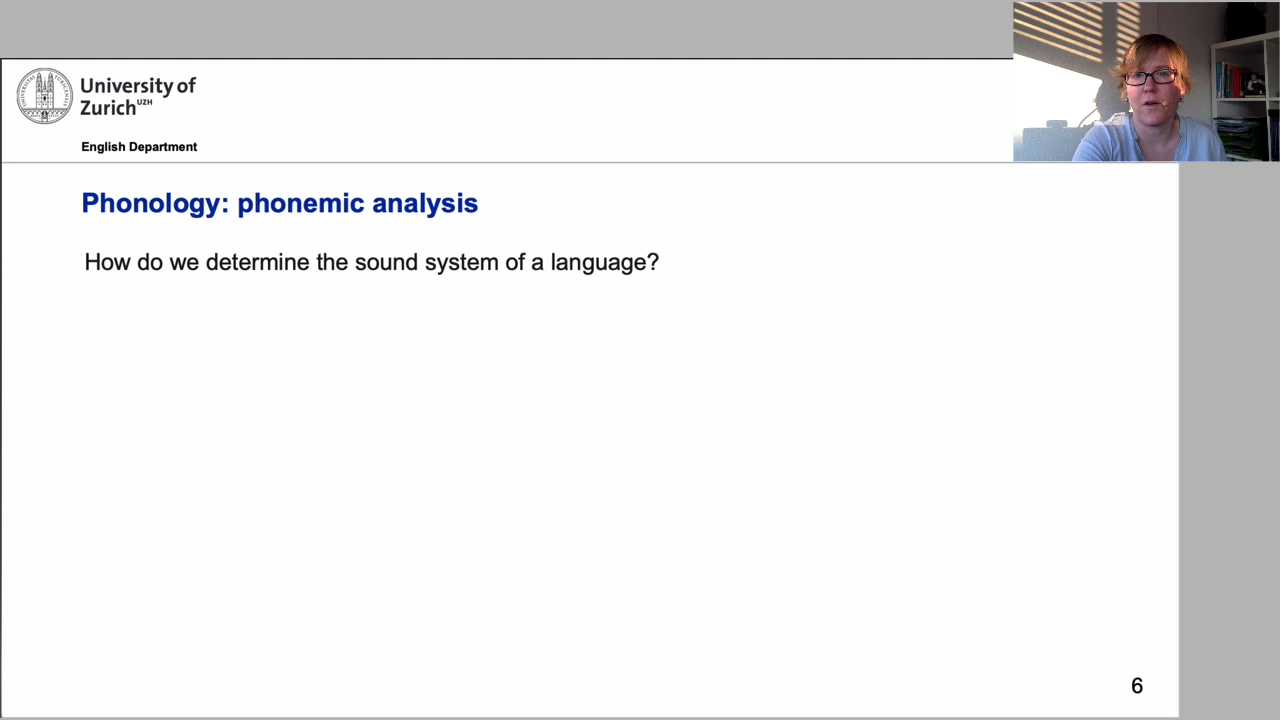 University of
Zurich UZH
English Department
Phonology: phonemic analysis
How do we determine the sound system of a language?
6